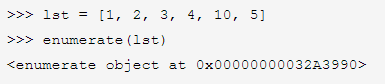 >>> lst = [1, 2, 3, 4, 10, 5]
>>> enumerate(lst)
<enumerate object at 0x00000000032A3990>